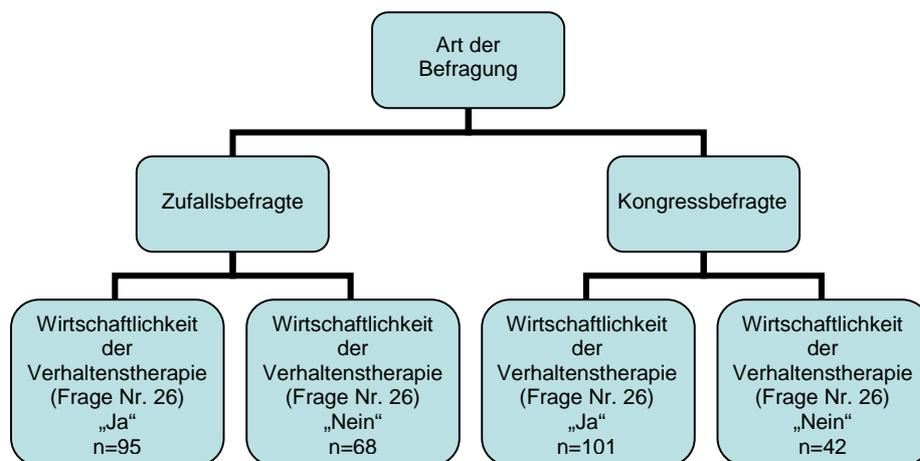 Art der
Befragung
Zufallsbefragte
Kongressbefragte
Wirtschaftlichkeit
der
Verhaltenstherapie
(Frage Nr. 26)
„Ja“
n=95
Wirtschaftlichkeit
der
Verhaltenstherapie
(Frage Nr. 26)
„Nein“
n=68
Wirtschaftlichkeit
der
Verhaltenstherapie
(Frage Nr. 26)
„Ja“
n=101
Wirtschaftlichkeit
der
Verhaltenstherapie
(Frage Nr. 26)
„Nein“
n=42